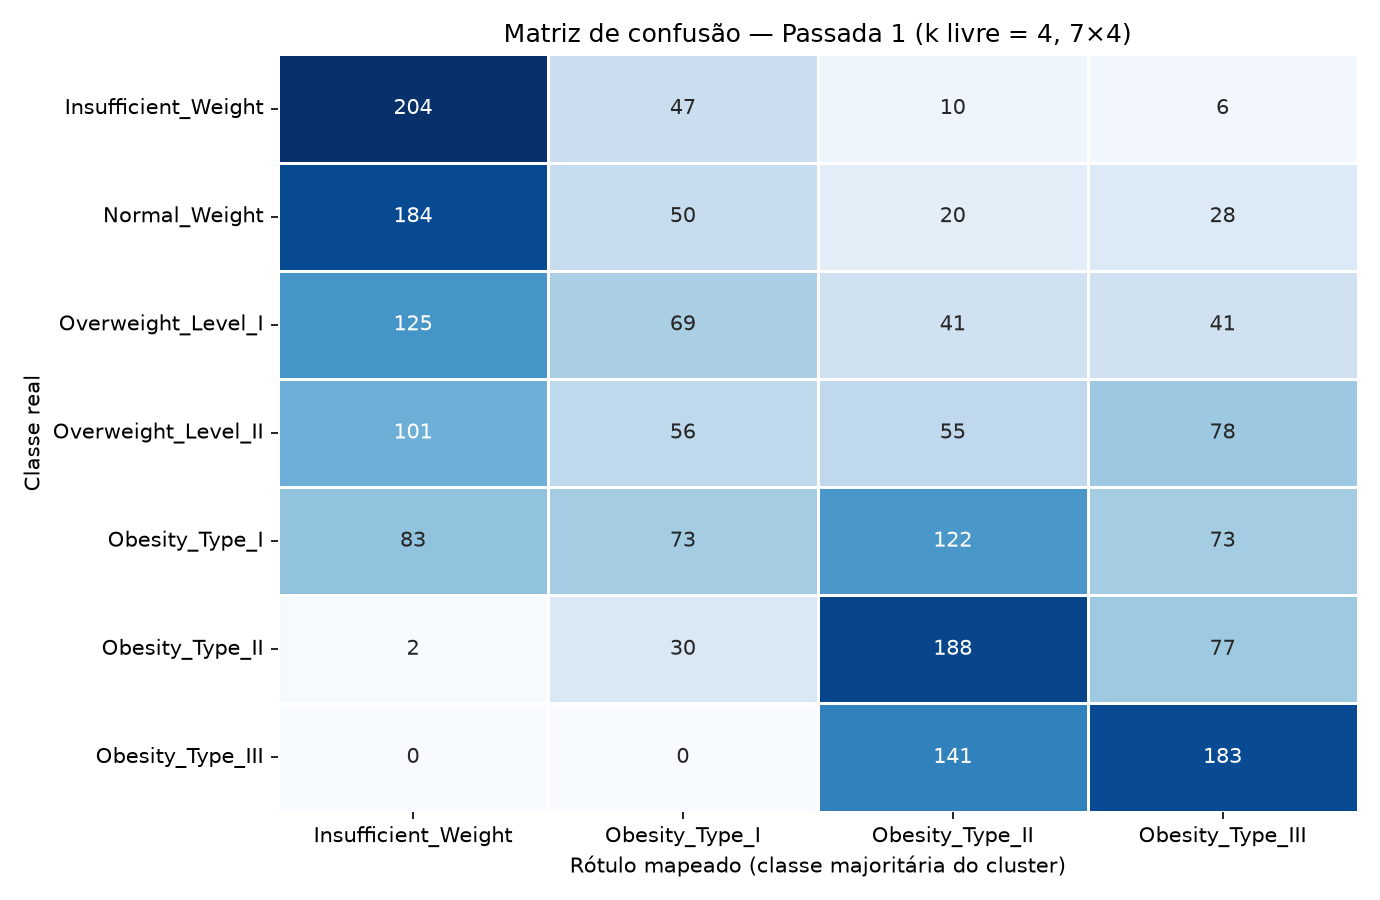 Matriz de confusão — Passada 1 (k livre = 4, 7×4)
Classe real
Insufficient_Weight 204 47 10 6
Normal_Weight 184 50 20 28
Overweight_Level_I 125 69 41 41
Overweight_Level_II 101 56 55 78
Obesity_Type_I 83 73 122 73
Obesity_Type_II 2 30 188 77
Obesity_Type_III 0 0 141 183
Insufficient_Weight Obesity_Type_I Obesity_Type_II Obesity_Type_III
Rótulo mapeado (classe majoritária do cluster)